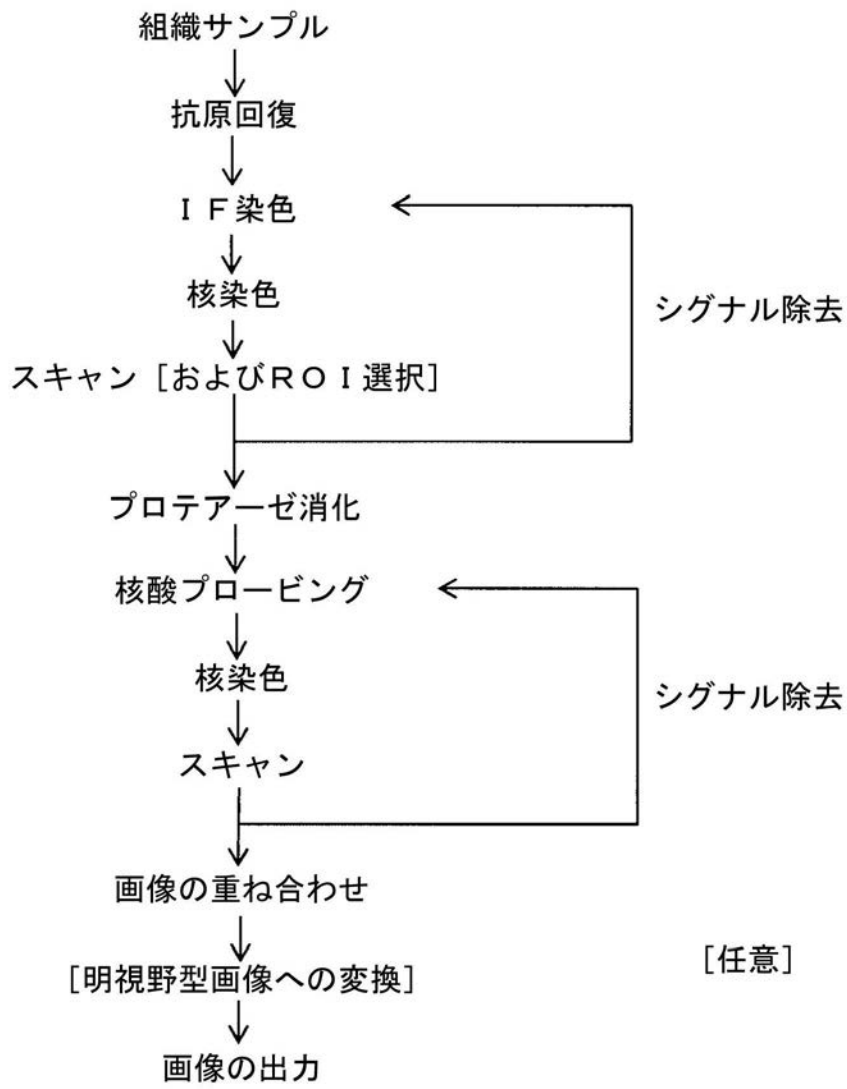 組織サンプル
抗原回復
ＩＦ染色
核染色
シグナル除去
スキャン［およびＲＯＩ選択］
プロテアーゼ消化
核酸プロービング
核染色
シグナル除去
スキャン
画像の重ね合わせ
［任意］
［明視野型画像への変換］
画像の出力